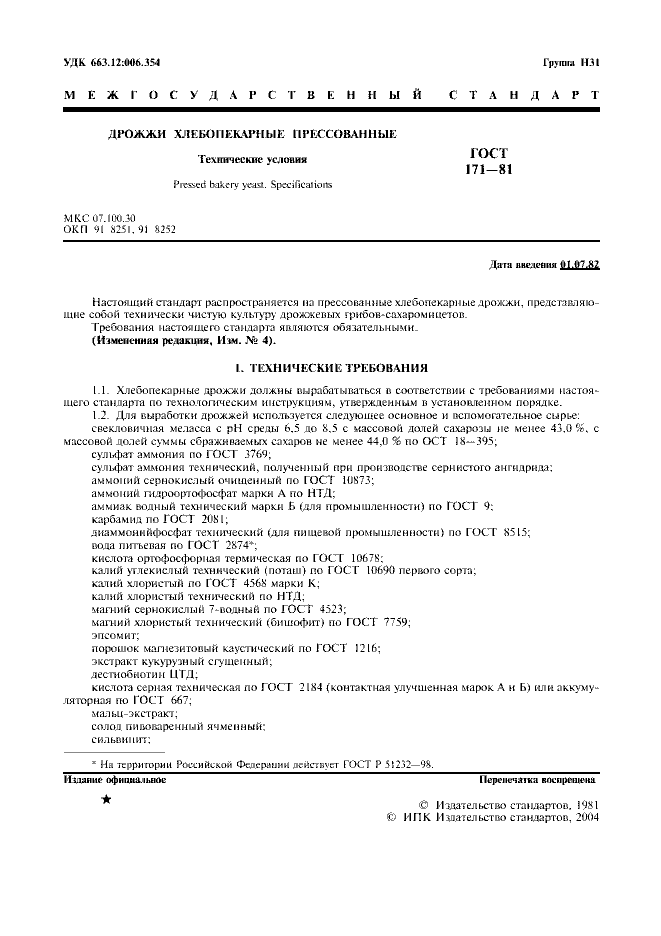 УДК 663.12:006.354 Группа Н31
МЕЖГОСУДАРСТВЕННЫЙ СТАНДАРТ
ДРОЖЖИ ХЛЕБОПЕКАРНЫЕ ПРЕССОВАННЫЕ
Технические условия
Pressed bakery yeast. Specifications
ГОСТ
171—81
МКС 07.100.30
ОКП 91 8251, 91 8252
Дата введения 01.07.82
Настоящий стандарт распространяется на прессованные хлебопекарные дрожжи, представляю-
щие собой технически чистую культуру дрожжевых грибов-сахаромицетов.
Требования настоящего стандарта являются обязательными.
(Измененная редакция, Изм. № 4).
1. ТЕХНИЧЕСКИЕ ТРЕБОВАНИЯ
1.1. Хлебопекарные дрожжи должны вырабатываться в соответствии с требованиями настоя-
щего стандарта по технологическим инструкциям, утвержденным в установленном порядке.
1.2. Для выработки дрожжей используется следующее основное и вспомогательное сырье:
свекловичная меласса с рН среды 6,5 до 8,5 с массовой долей сахарозы не менее 43,0 %, с
массовой долей суммы сбраживаемых сахаров не менее 44,0 % по ОСТ 18—395;
сульфат аммония по ГОСТ 3769;
сульфат аммония технический, полученный при производстве сернистого ангидрида;
аммоний сернокислый очищенный по ГОСТ 10873;
аммоний гидроортофосфат марки А по НТД;
аммиак водный технический марки Б (для промышленности) по ГОСТ 9;
карбамид по ГОСТ 2081;
диаммонийфосфат технический (для пищевой промышленности) по ГОСТ 8515;
вода питьевая по ГОСТ 2874*;
кислота ортофосфорная термическая по ГОСТ 10678;
калий углекислый технический (поташ) по ГОСТ 10690 первого сорта;
калий хлористый по ГОСТ 4568 марки К;
калий хлористый технический по НТД;
магний сернокислый 7-водный по ГОСТ 4523;
магний хлористый технический (бишофит) по ГОСТ 7759;
эпсомит;
порошок магнезитовый каустический по ГОСТ 1216;
экстракт кукурузный сгущенный;
дестиобиотин ЦТД;
кислота серная техническая по ГОСТ 2184 (контактная улучшенная марок А и Б) или аккуму-
ляторная по ГОСТ 667;
мальц-экстракт;
солод пивоваренный ячменный;
сильвинит;
* На территории Российской Федерации действует ГОСТ Р 51232—98.
Издание официальное Перепечатка воспрещена
© Издательство стандартов, 1981
© ИПК Издательство стандартов, 2004